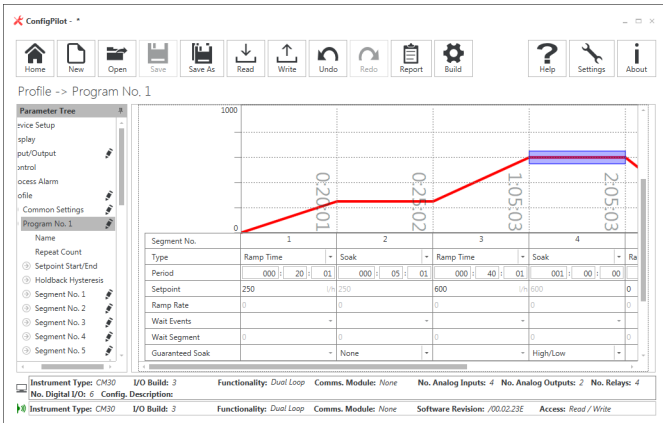 ConfigPilot - *
Home New Open Save Save As Read Write Undo Redo Report Build Help Settings About
Profile -> Program No. 1
Parameter Tree
evice Setup
splay
put/Output
ontrol
ocess Alarm
ofile
Common Settings
Program No. 1
Name
Repeat Count
Setpoint Start/End
Holdback Hysteresis
Segment No. 1
Segment No. 2
Segment No. 3
Segment No. 4
Segment No. 5
1000
0
0:20:01
0:25:02
1:05:03
2:05:03
Segment No. 1 2 3 4
Type Ramp Time Soak Ramp Time Soak Ra
Period 000 : 20 : 01 000 : 05 : 01 000 : 40 : 01 001 : 00 : 00
Setpoint 250 l/h 250 600 l/h 600 0
Ramp Rate 0 0 0 0 0
Wait Events
Wait Segment 0 0 0 0 0
Guaranteed Soak None High/Low
Instrument Type: CM30 I/O Build: 3 Functionality: Dual Loop Comms. Module: None No. Analog Inputs: 4 No. Analog Outputs: 2 No. Relays: 4
No. Digital I/O: 6 Config. Description:
Instrument Type: CM30 I/O Build: 3 Functionality: Dual Loop Comms. Module: None Software Revision: /00.02.23E Access: Read / Write